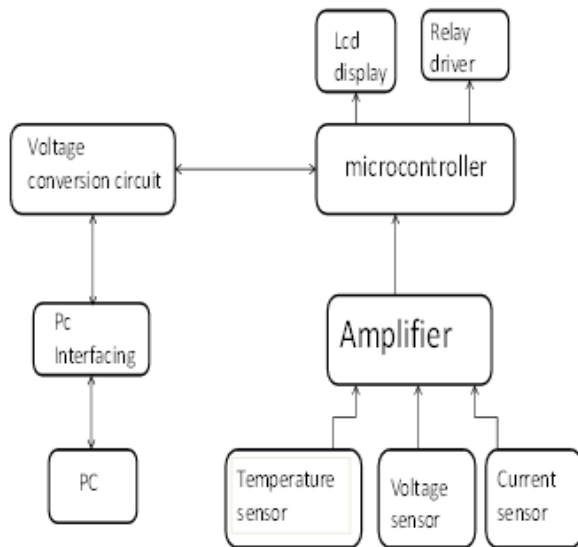 Lcd
display
Relay
driver
Voltage
conversion circuit
microcontroller
Pc
Interfacing
Amplifier
PC
Temperature
sensor
Voltage
sensor
Current
sensor